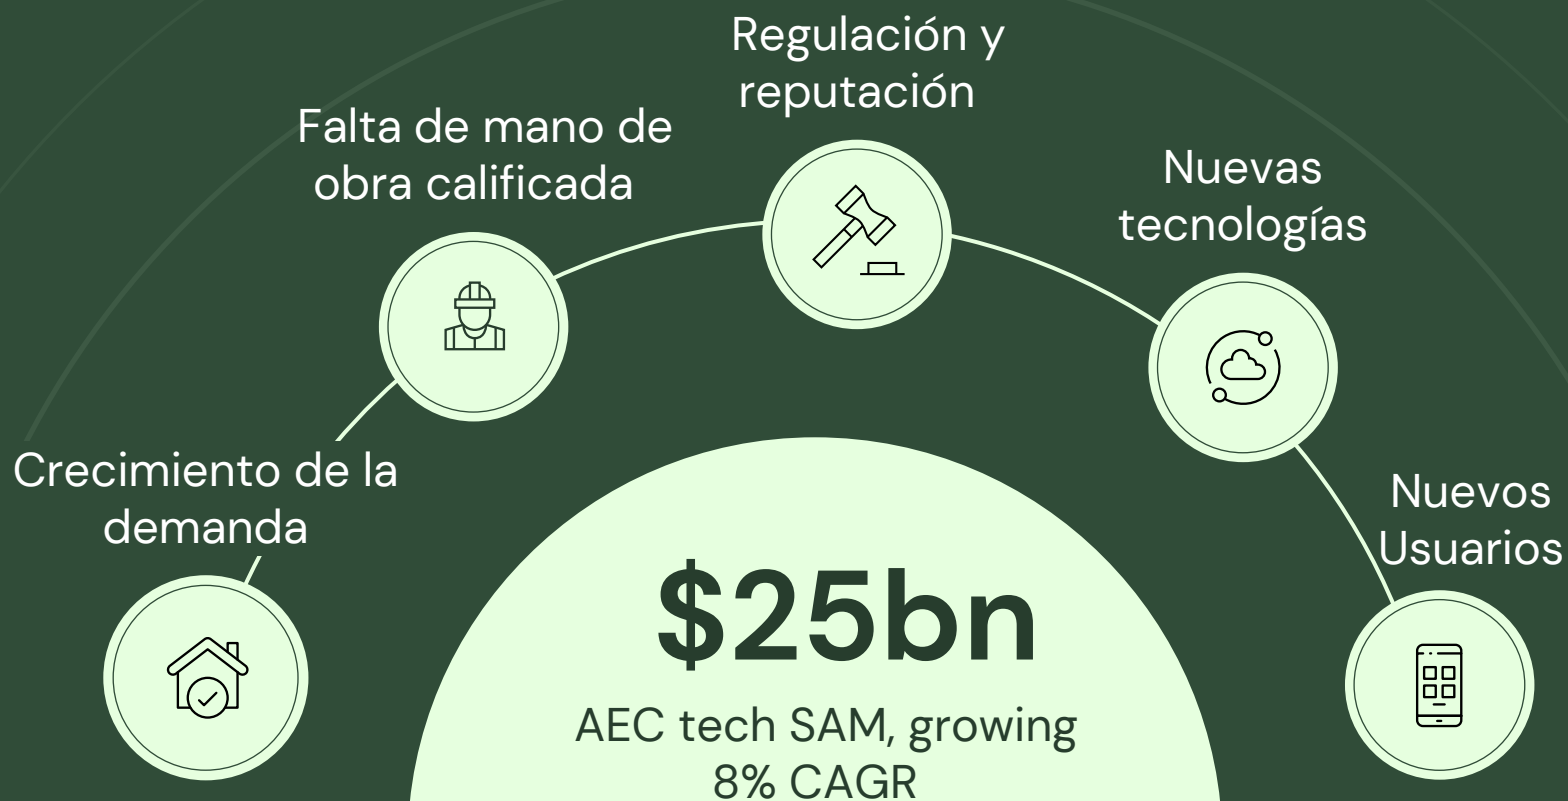 Regulación y
reputación
Falta de mano de
obra calificada
Nuevas
tecnologías
Crecimiento de la
demanda
Nuevos
Usuarios
$25bn
AEC tech SAM, growing
8% CAGR